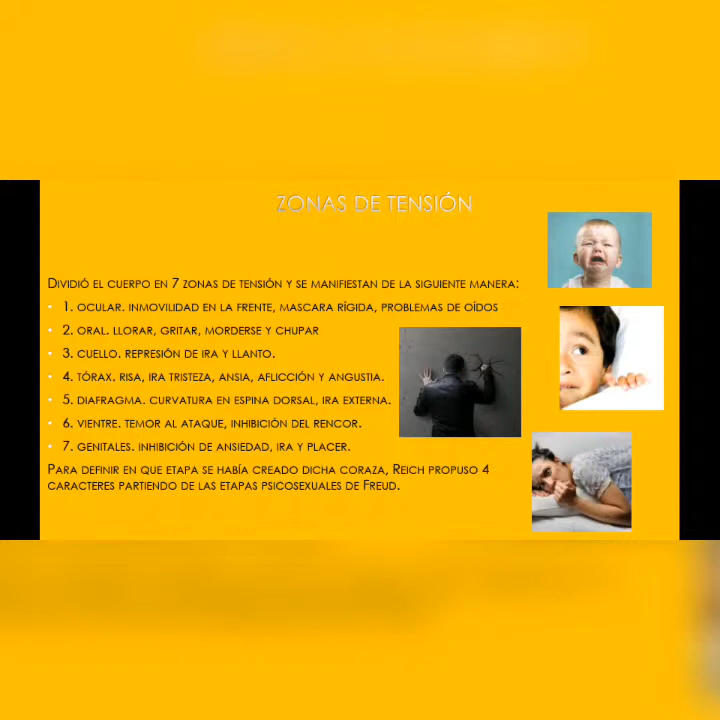 ZONAS DE TENSIÓN
DIVIDIÓ EL CUERPO EN 7 ZONAS DE TENSIÓN Y SE MANIFIESTAN DE LA SIGUIENTE MANERA:
• 1. OCULAR. INMOVILIDAD EN LA FRENTE, MASCARA RÍGIDA, PROBLEMAS DE OÍDOS
• 2. ORAL. LLORAR, GRITAR, MORDERSE Y CHUPAR
• 3. CUELLO. REPRESIÓN DE IRA Y LLANTO.
• 4. TÓRAX. RISA, IRA TRISTEZA, ANSIA, AFLICCIÓN Y ANGUSTIA.
• 5. DIAFRAGMA. CURVATURA EN ESPINA DORSAL, IRA EXTERNA.
• 6. VIENTRE. TEMOR AL ATAQUE, INHIBICIÓN DEL RENCOR.
• 7. GENITALES. INHIBICIÓN DE ANSIEDAD, IRA Y PLACER.
PARA DEFINIR EN QUE ETAPA SE HABÍA CREADO DICHA CORAZA, REICH PROPUSO 4
CARACTERES PARTIENDO DE LAS ETAPAS PSICOSEXUALES DE FREUD.